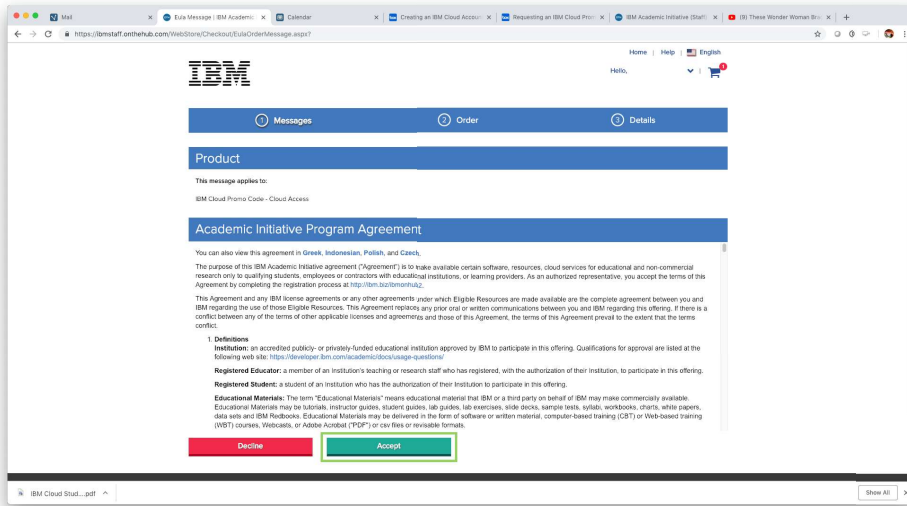 Mail
Eula Message | IBM Academic
Calendar
Creating an IBM Cloud Account
Requesting an IBM Cloud Prom
IBM Academic Initiative (Staff)
(9) These Wonder Woman Bra
https://ibmstaff.onthehub.com/WebStore/Checkout/EulaOrderMessage.aspx?
Home | Help | English
IBM
Hello,
1
1 Messages
2 Order
3 Details
Product
This message applies to:
IBM Cloud Promo Code - Cloud Access
Academic Initiative Program Agreement
You can also view this agreement in Greek, Indonesian, Polish, and Czech.
The purpose of this IBM Academic Initiative agreement ("Agreement") is to make available certain software, resources, cloud services for educational and non-commercial
research only to qualifying students, employees or contractors with educational institutions, or learning providers. As an authorized representative, you accept the terms of this
Agreement by completing the registration process at
This Agreement and any IBM license agreements or any other agreements under which Eligible Resources are made available are the complete agreement between you and
IBM regarding the use of those Eligible Resources. This Agreement replaces any prior oral or written communications between you and IBM regarding this offering. If there is a
conflict between any of the terms of other applicable licenses and agreements and those of this Agreement, the terms of this Agreement prevail to the extent that the terms
conflict.
1. Definitions
Institution: an accredited publicly- or privately-funded educational institution approved by IBM to participate in this offering. Qualifications for approval are listed at the
following web site: https://developer.ibm.com/academic/docs/usage-questions/
Registered Educator: a member of an Institution's teaching or research staff who has registered, with the authorization of their Institution, to participate in this offering.
Registered Student: a student of an institution who has the authorization of their Institution to participate in this offering.
Educational Materials: The term "Educational Materials" means educational material that IBM or a third party on behalf of IBM may make commercially available.
Educational Materials may be tutorials, instructor guides, student guides, lab guides, lab exercises, slide decks, sample tests, syllabi, workbooks, charts, white papers,
data sets and IBM Redbooks. Educational Materials may be delivered in the form of software or written material, computer-based training (CBT) or Web-based training
(WBT) courses, Webcasts, or Adobe Acrobat ("PDF") or csv files or revisable formats.
Decline
Accept
IBM Cloud Stud....pdf
Show All